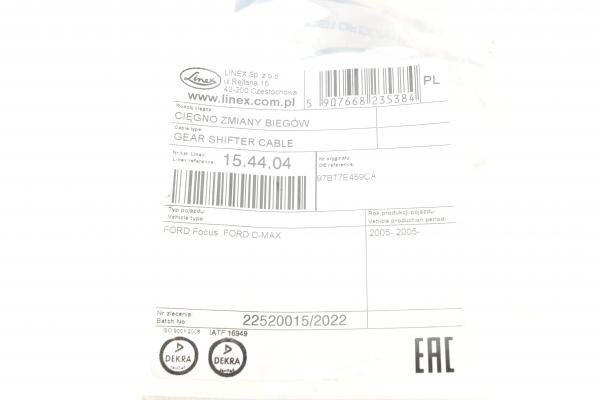 Linex
LINEX Sp. z o.o.
ul Rejtana 16
42-200 Częstochowa
www.linex.com.pl
5 907668 235384
PL
Rodzaj cięgna:
CIĘGNO ZMIANY BIEGÓW
Cable type:
GEAR SHIFTER CABLE
Nr kat. Linex:
Linex reference:
15.44.04
Nr oryginału
OE reference:
97BT7E459CA
Typ pojazdu:
Vehicle type:
FORD Focus ,FORD C-MAX
Rok produkcji pojazdu:
Vehicle production period:
2005-,2005-
Nr zlecenia:
Batch No:
22520015/2022
ISO 9001:2008
IATF 16949
DEKRA
DEKRA
EAC